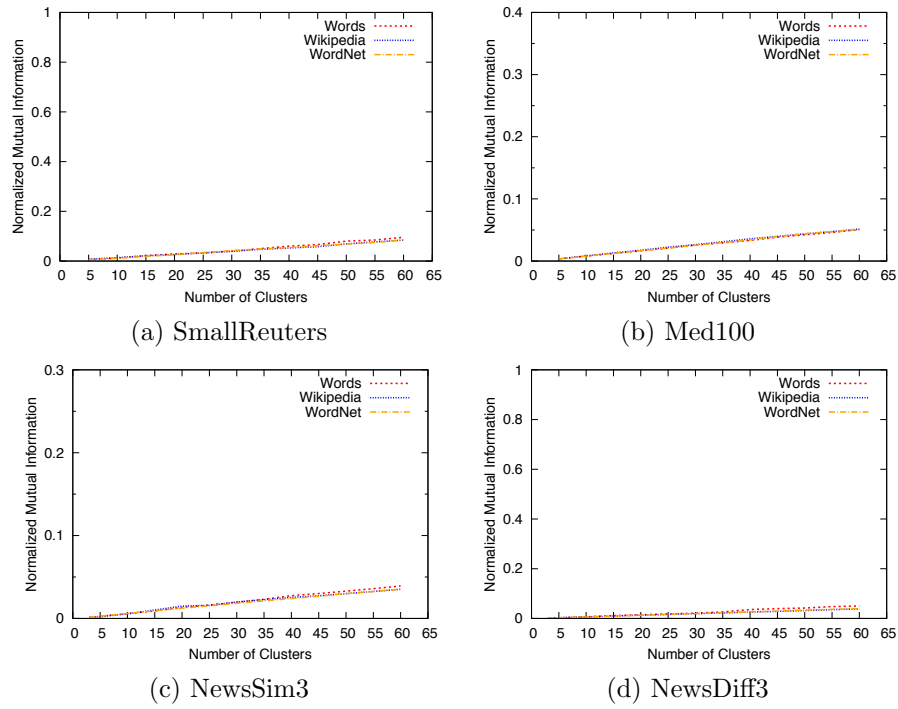 1
0.8
0.6
0.4
0.2
0
0 5 10 15 20 25 30 35 40 45 50 55 60 65
Normalized Mutual Information
Number of Clusters
Words
Wikipedia
WordNet
(a) SmallReuters
0.4
0.3
0.2
0.1
0
0 5 10 15 20 25 30 35 40 45 50 55 60 65
Normalized Mutual Information
Number of Clusters
Words
Wikipedia
WordNet
(b) Med100
0.3
0.2
0.1
0
0 5 10 15 20 25 30 35 40 45 50 55 60 65
Normalized Mutual Information
Number of Clusters
Words
Wikipedia
WordNet
(c) NewsSim3
1
0.8
0.6
0.4
0.2
0
0 5 10 15 20 25 30 35 40 45 50 55 60 65
Normalized Mutual Information
Number of Clusters
Words
Wikipedia
WordNet
(d) NewsDiff3